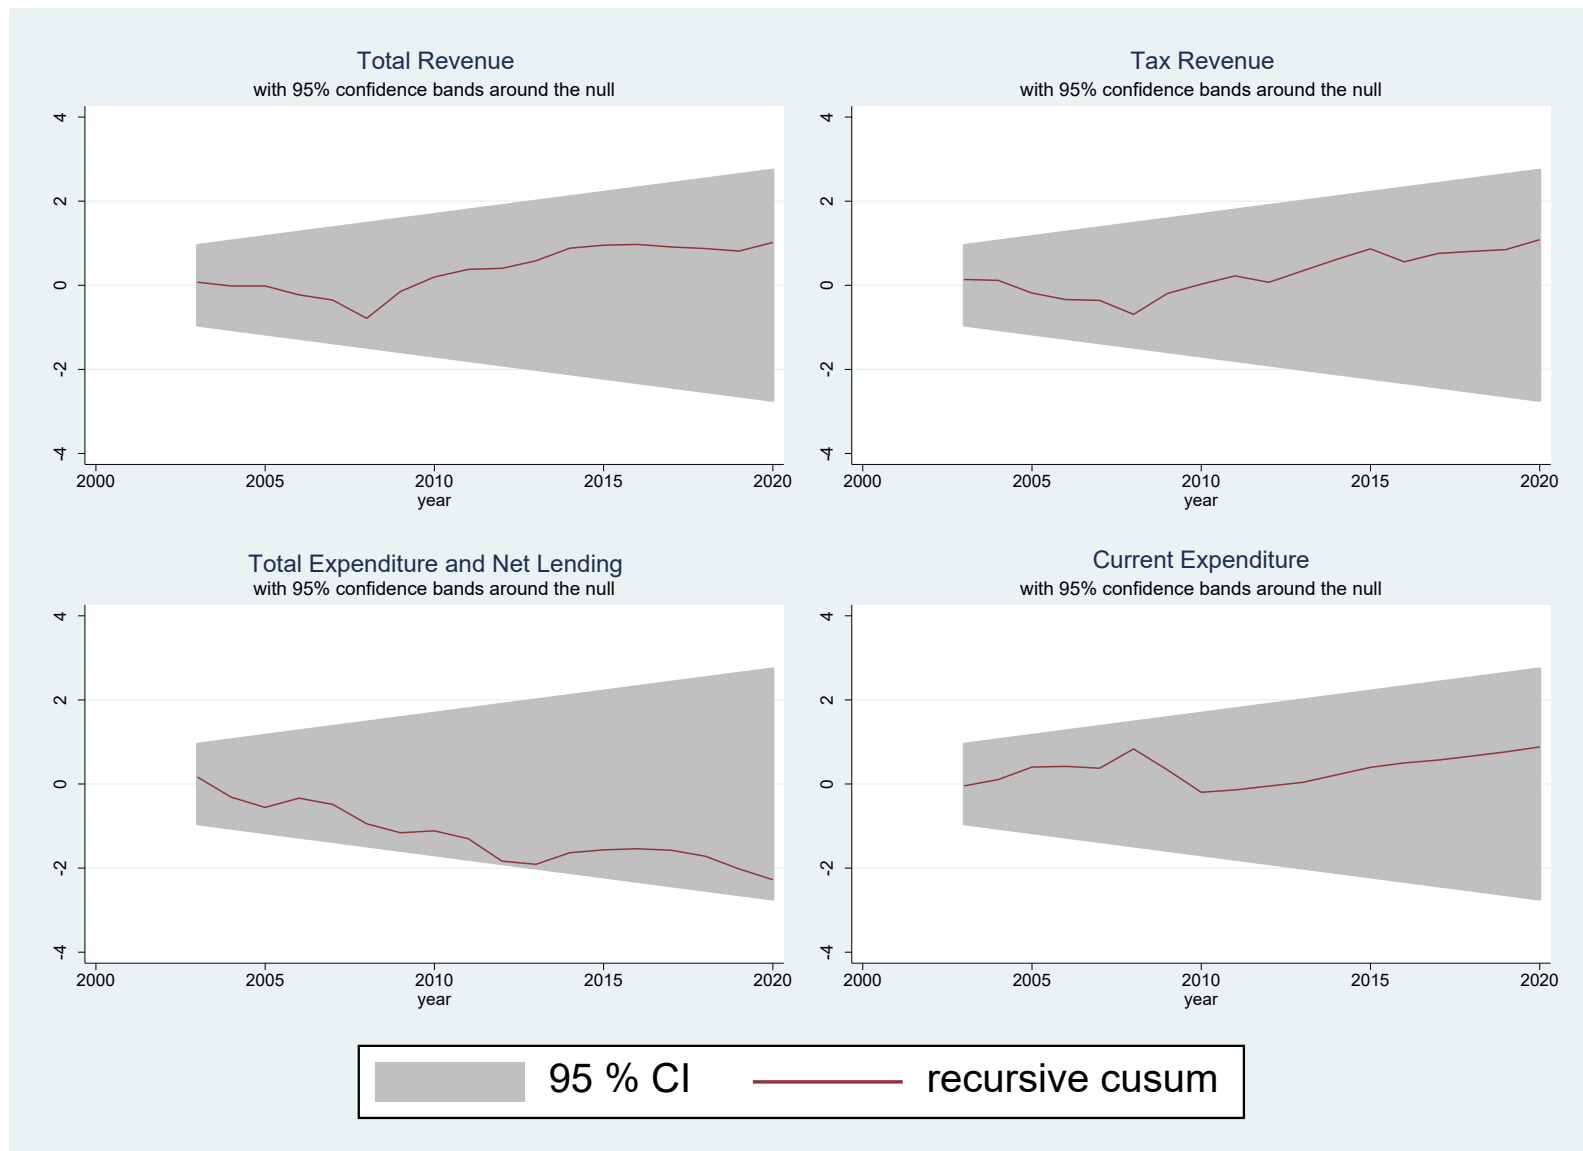 Total Revenue
with 95% confidence bands around the null
4
2
0
-2
-4
2000 2005 2010 2015 2020
year
Tax Revenue
with 95% confidence bands around the null
4
2
0
-2
-4
2000 2005 2010 2015 2020
year
Total Expenditure and Net Lending
with 95% confidence bands around the null
4
2
0
-2
-4
2000 2005 2010 2015 2020
year
Current Expenditure
with 95% confidence bands around the null
4
2
0
-2
-4
2000 2005 2010 2015 2020
year
95 % CI recursive cusum